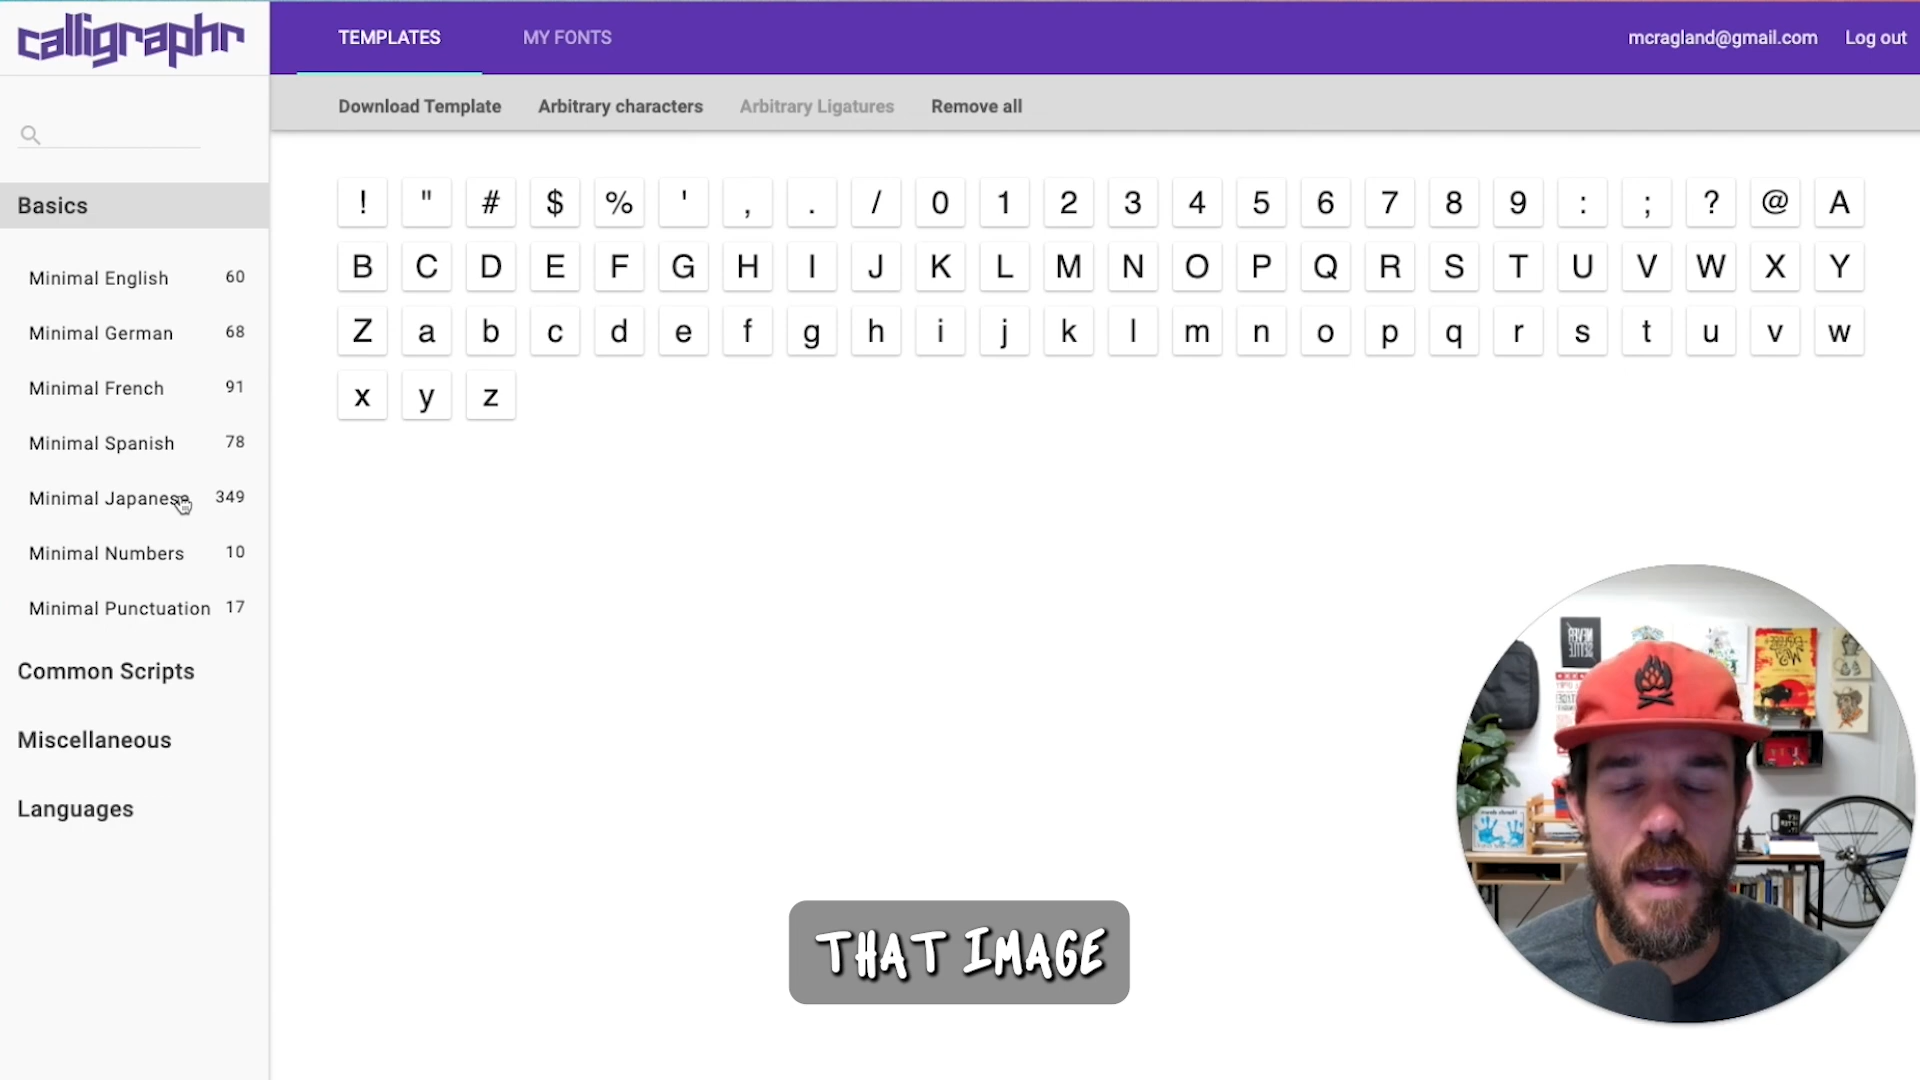 calligraphr
TEMPLATES
MY FONTS
mcragland@gmail.com
Log out
Download Template
Arbitrary characters
Arbitrary Ligatures
Remove all
Basics
Minimal English 60
Minimal German 68
Minimal French 91
Minimal Spanish 78
Minimal Japanese 349
Minimal Numbers 10
Minimal Punctuation 17
Common Scripts
Miscellaneous
Languages
! " # $ % ' , . / 0 1 2 3 4 5 6 7 8 9 : ; ? @ A
B C D E F G H I J K L M N O P Q R S T U V W X Y
Z a b c d e f g h i j k l m n o p q r s t u v w
x y z
NEVER
SETTLE
THAT IMAGE